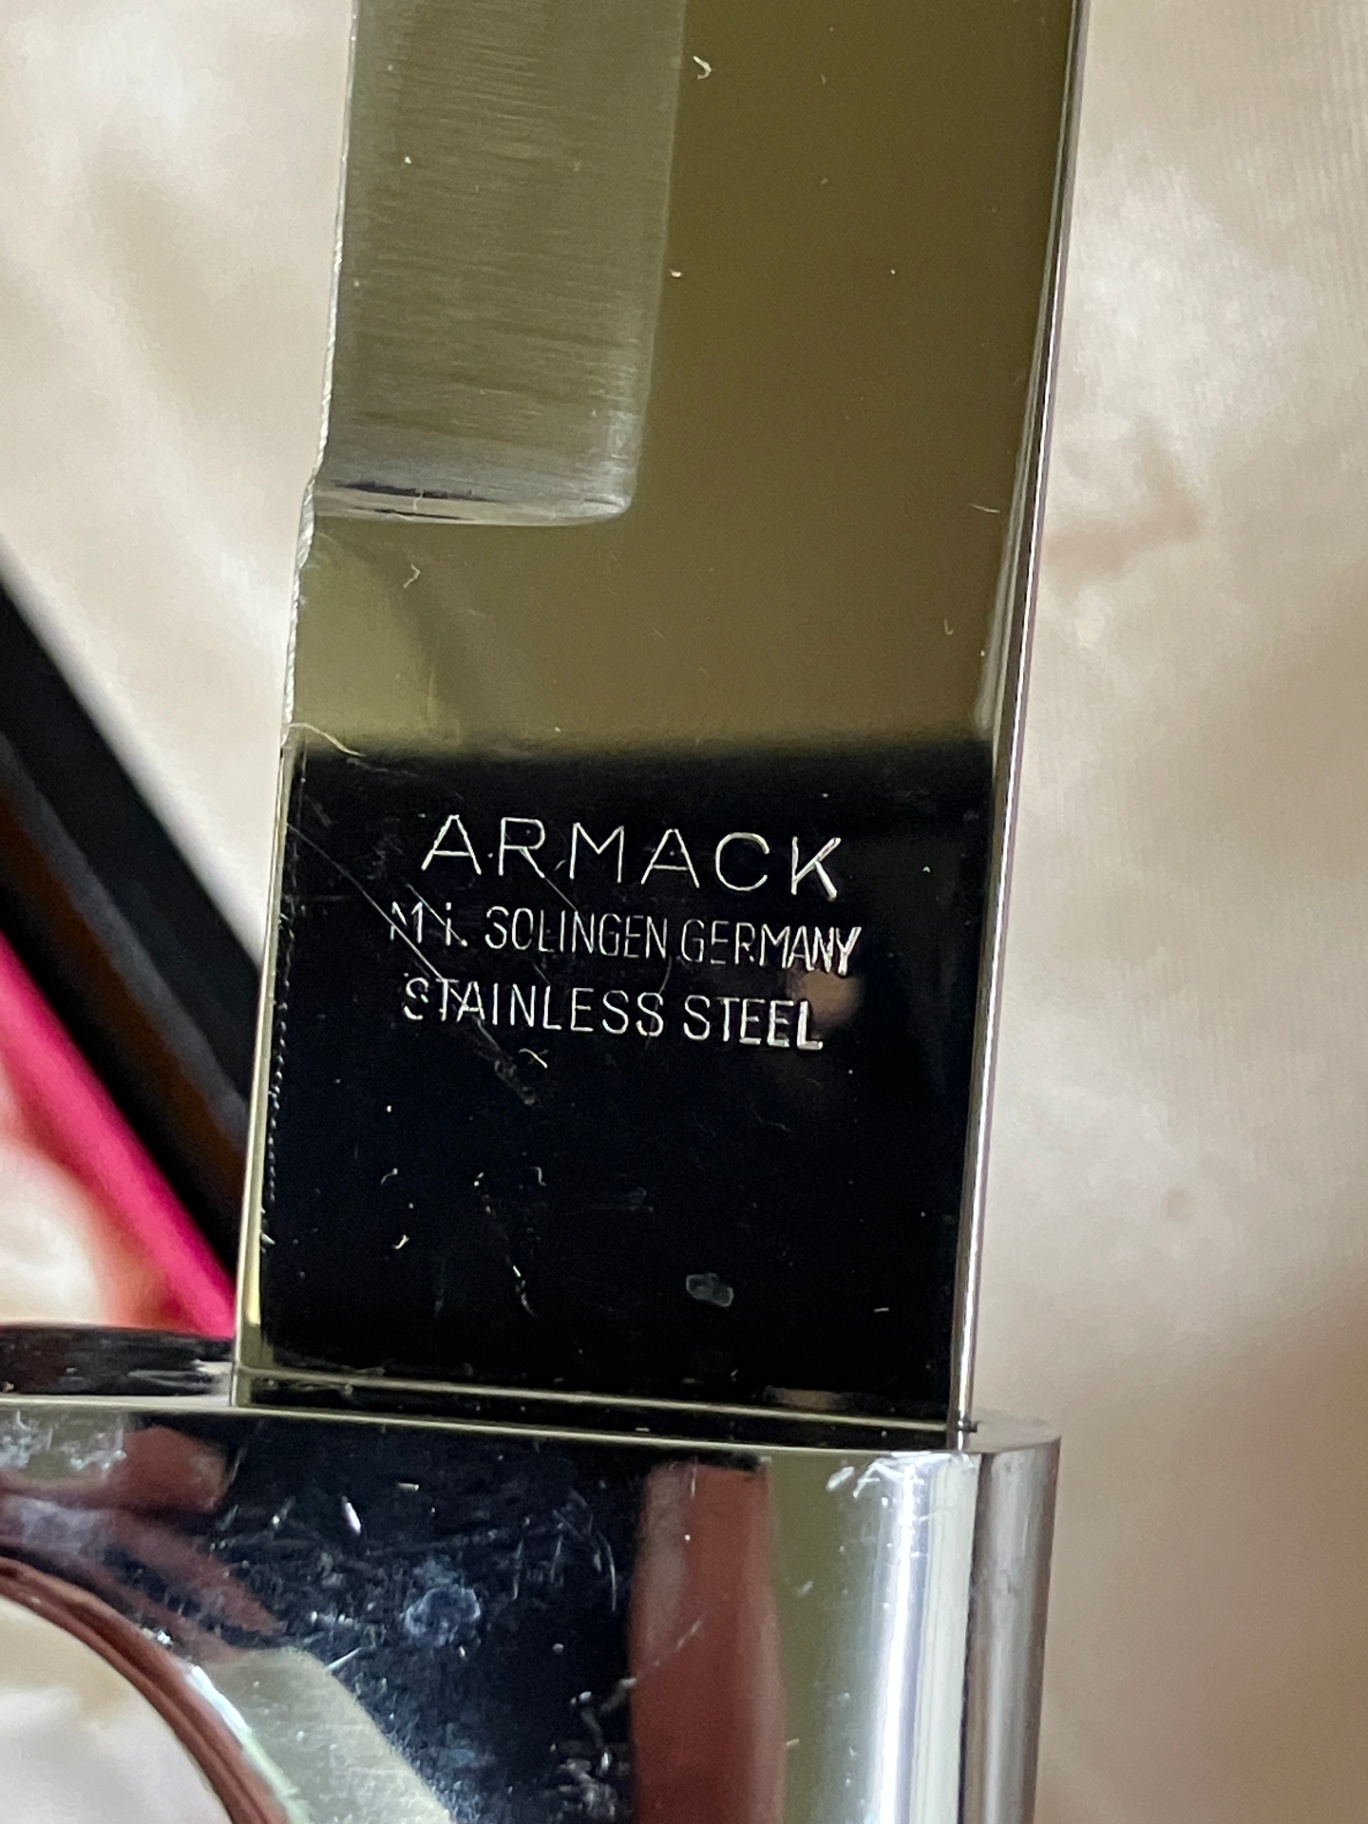 ARMACK
M i. SOLINGEN GERMANY
STAINLESS STEEL